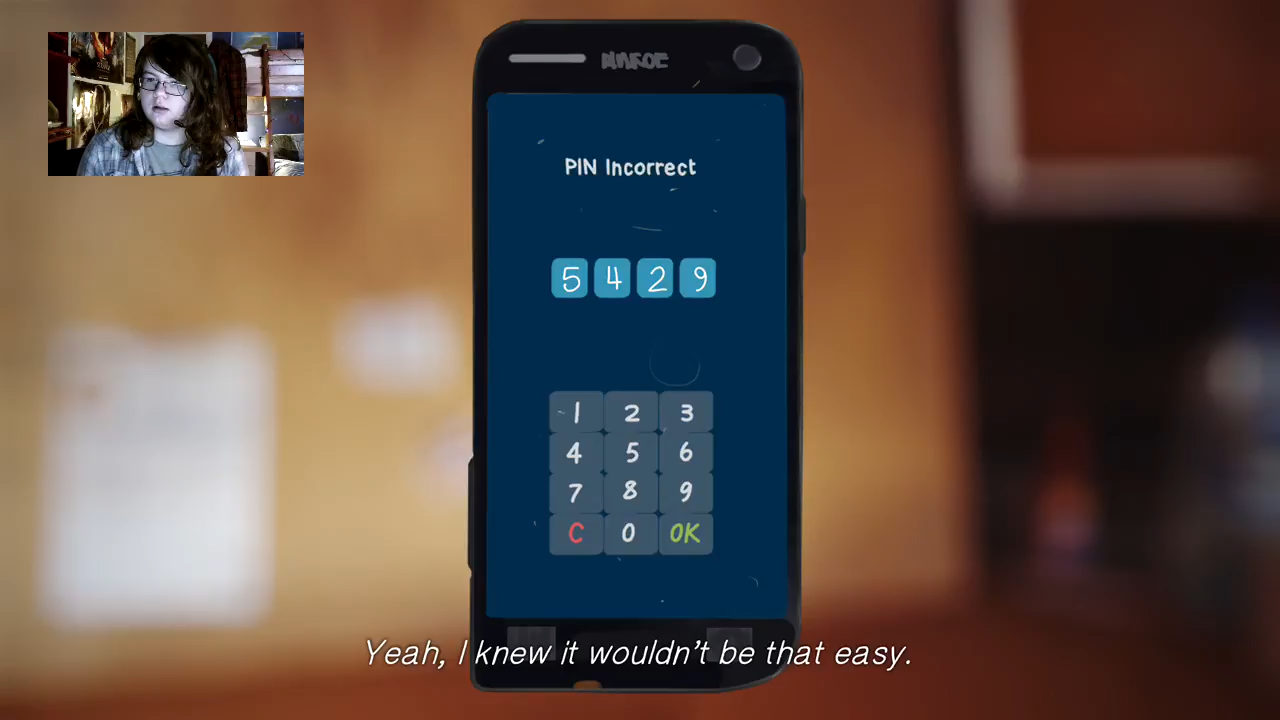 PIN Incorrect
5 4 2 9
1 2 3
4 5 6
7 8 9
C 0 OK
Yeah, I knew it wouldn't be that easy.